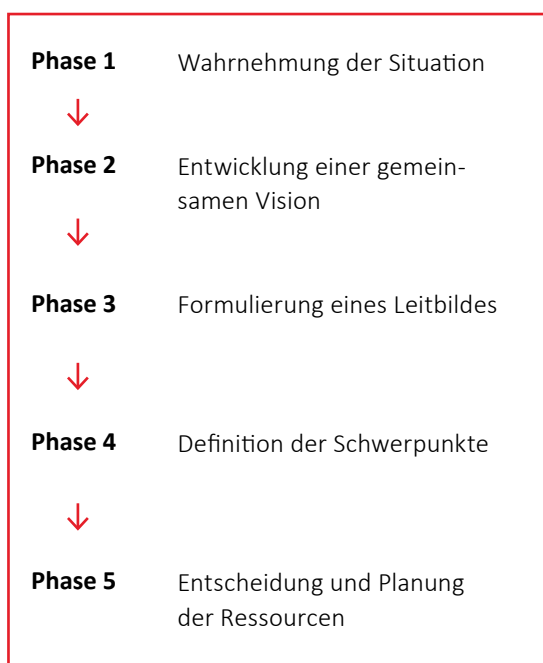 Phase 1 Wahrnehmung der Situation
Phase 2 Entwicklung einer gemein-
samen Vision
Phase 3 Formulierung eines Leitbildes
Phase 4 Definition der Schwerpunkte
Phase 5 Entscheidung und Planung
der Ressourcen